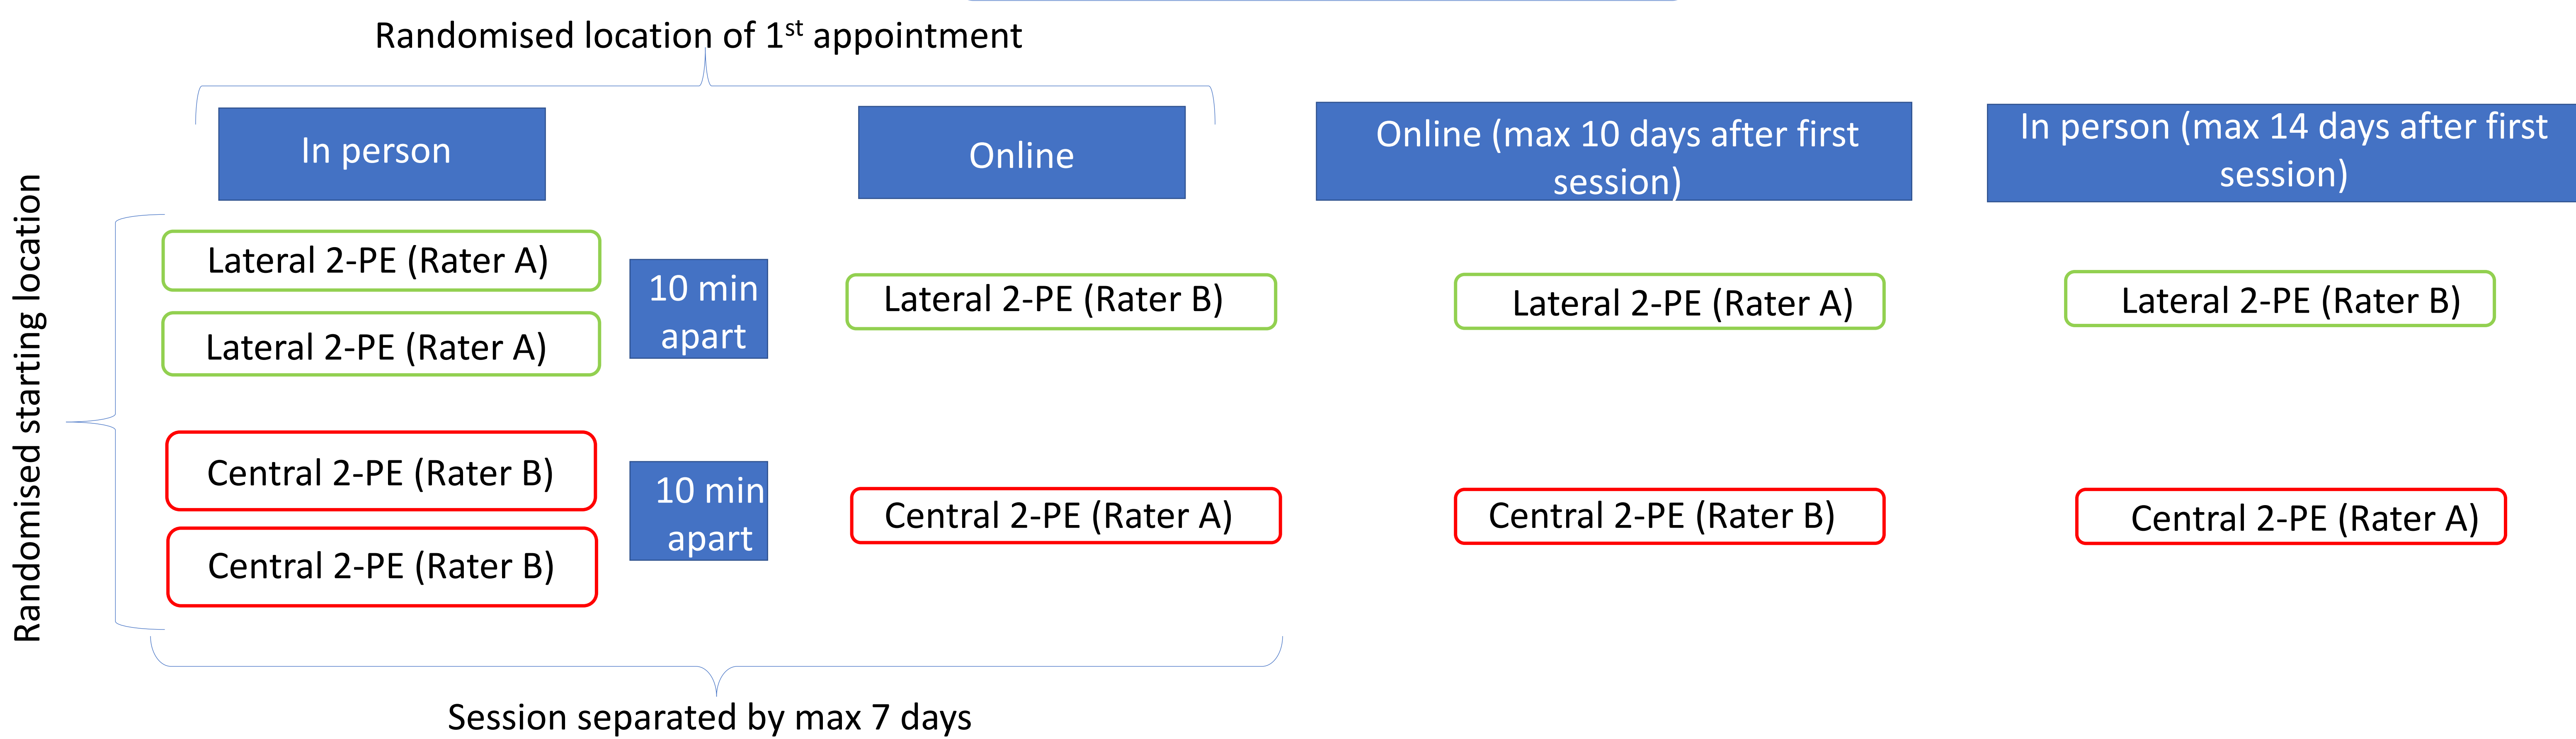 Randomised location of 1st appointment
In person
Online
Online (max 10 days after first
session)
In person (max 14 days after first
session)
Randomised starting location
Lateral 2-PE (Rater A)
Lateral 2-PE (Rater A)
10 min
apart
Lateral 2-PE (Rater B)
Lateral 2-PE (Rater A)
Lateral 2-PE (Rater B)
Central 2-PE (Rater B)
Central 2-PE (Rater B)
10 min
apart
Central 2-PE (Rater A)
Central 2-PE (Rater B)
Central 2-PE (Rater A)
Session separated by max 7 days